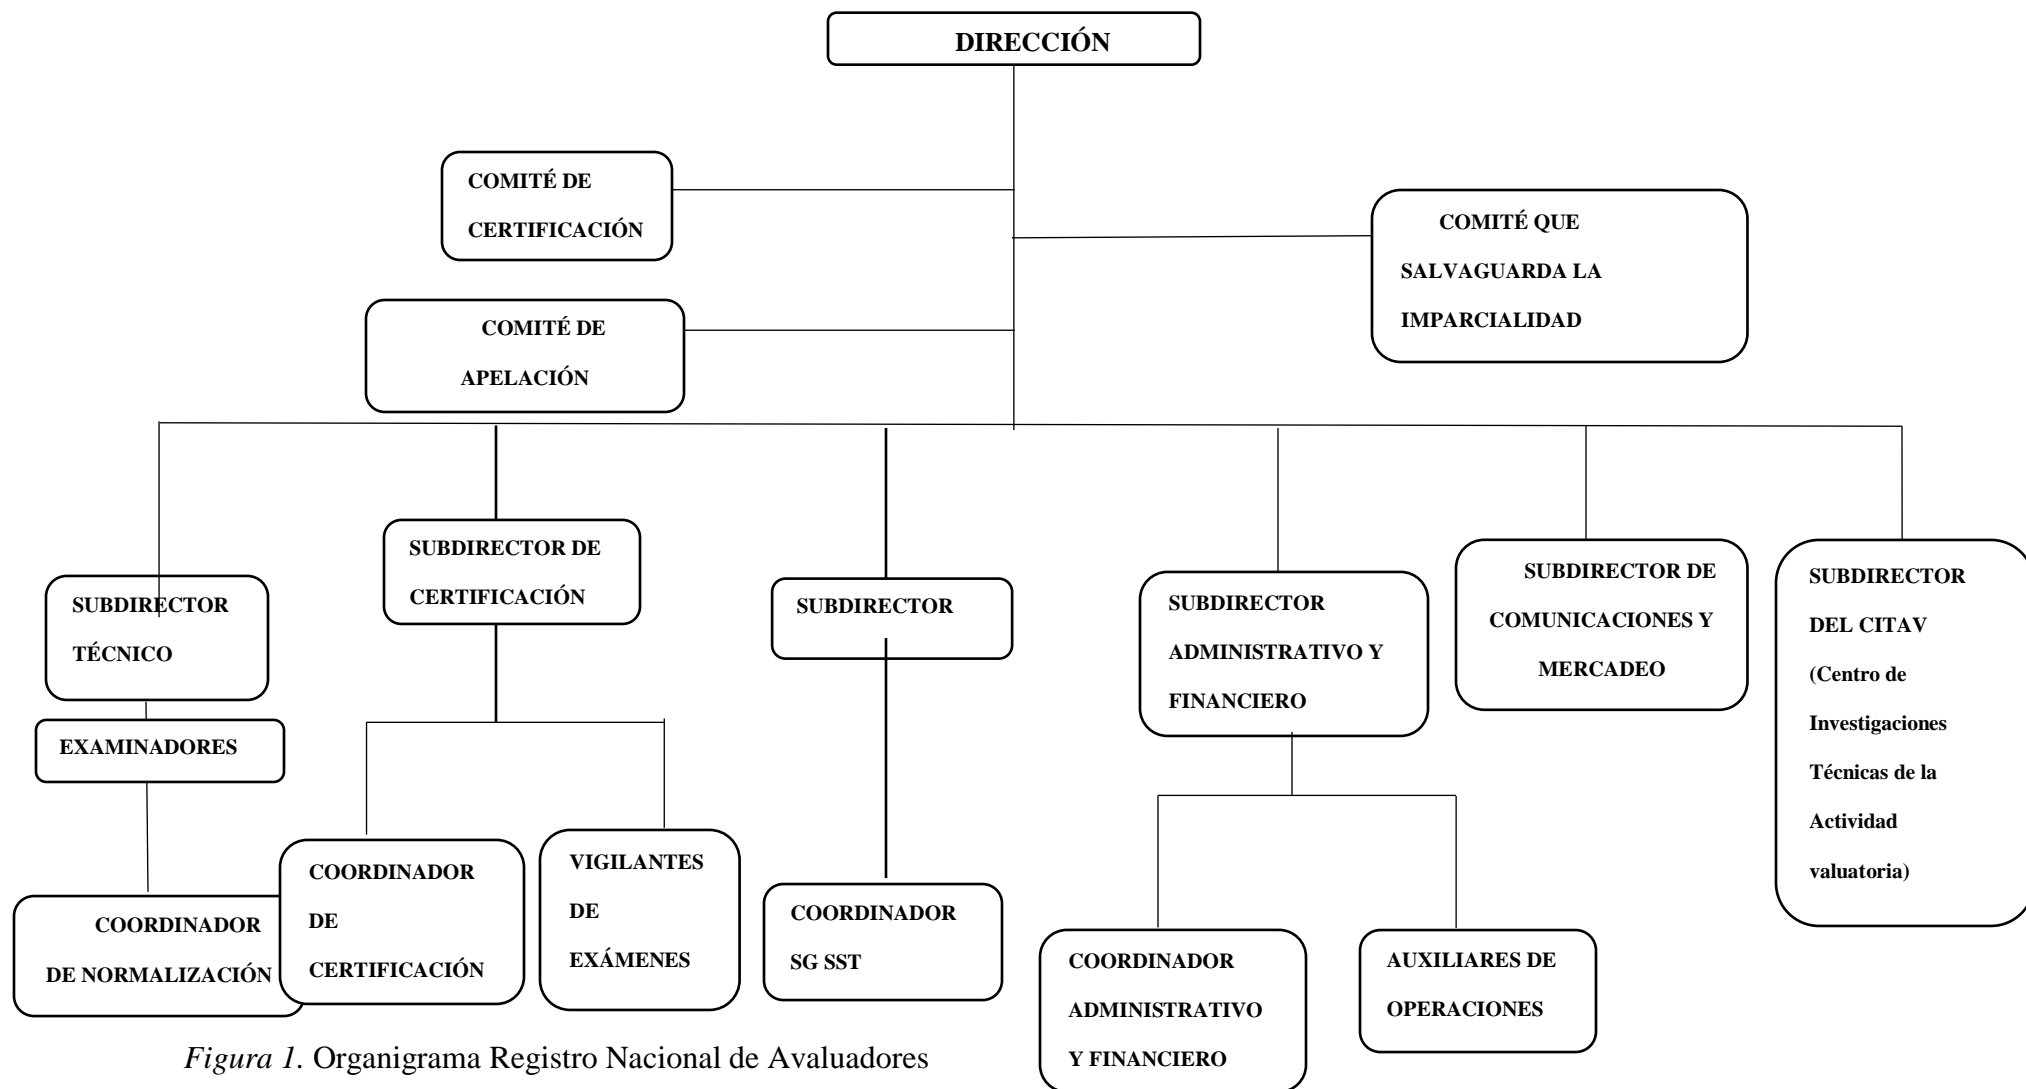 DIRECCIÓN
COMITÉ DE
CERTIFICACIÓN
COMITÉ QUE
SALVAGUARDA LA
IMPARCIALIDAD
COMITÉ DE
APELACIÓN
SUBDIRECTOR
TÉCNICO
SUBDIRECTOR DE
CERTIFICACIÓN
SUBDIRECTOR
SUBDIRECTOR
ADMINISTRATIVO Y
FINANCIERO
SUBDIRECTOR DE
COMUNICACIONES Y
MERCADEO
SUBDIRECTOR
DEL CITAV
(Centro de
Investigaciones
Técnicas de la
Actividad
valuatoria)
EXAMINADORES
COORDINADOR
DE NORMALIZACIÓN
COORDINADOR
DE
CERTIFICACIÓN
VIGILANTES
DE
EXÁMENES
COORDINADOR
SG SST
COORDINADOR
ADMINISTRATIVO
Y FINANCIERO
AUXILIARES DE
OPERACIONES
Figura 1. Organigrama Registro Nacional de Avaluadores